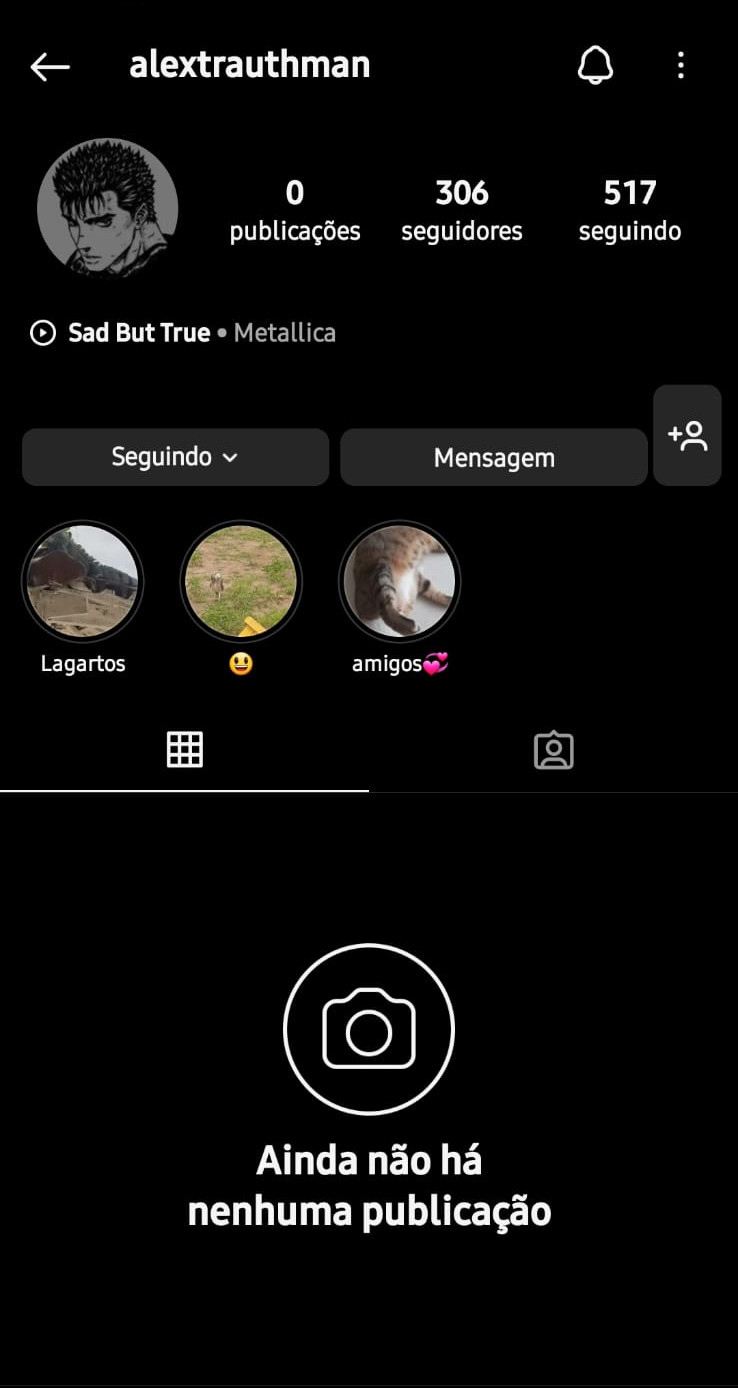 alextrauthman
0 306 517
publicações seguidores seguindo
Sad But True • Metallica
Seguindo Mensagem
Lagartos 😃 amigos💞
Ainda não há
nenhuma publicação